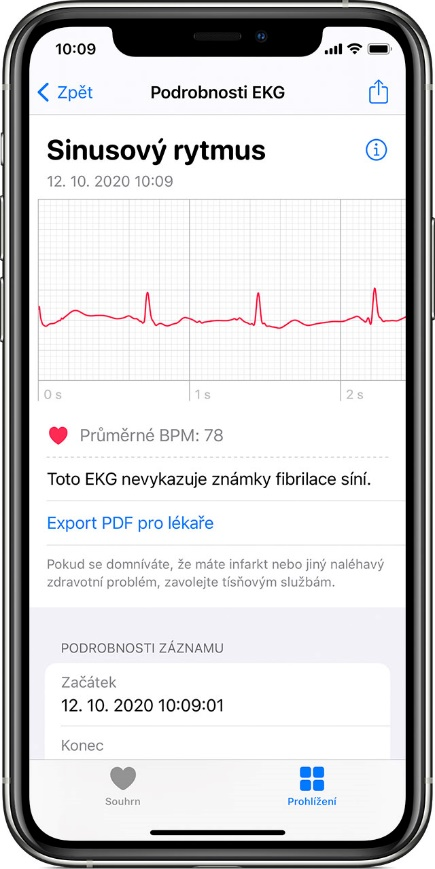 10:09
Zpět
Podrobnosti EKG
Sinusový rytmus
12. 10. 2020 10:09
0 s
1 s
2 s
Průměrné BPM: 78
Toto EKG nevykazuje známky fibrilace síní.
Export PDF pro lékaře
Pokud se domníváte, že máte infarkt nebo jiný naléhavý
zdravotní problém, zavolejte tísňovým službám.
PODROBNOSTI ZÁZNAMU
Začátek
12. 10. 2020 10:09:01
Konec
Souhrn
Prohlížení